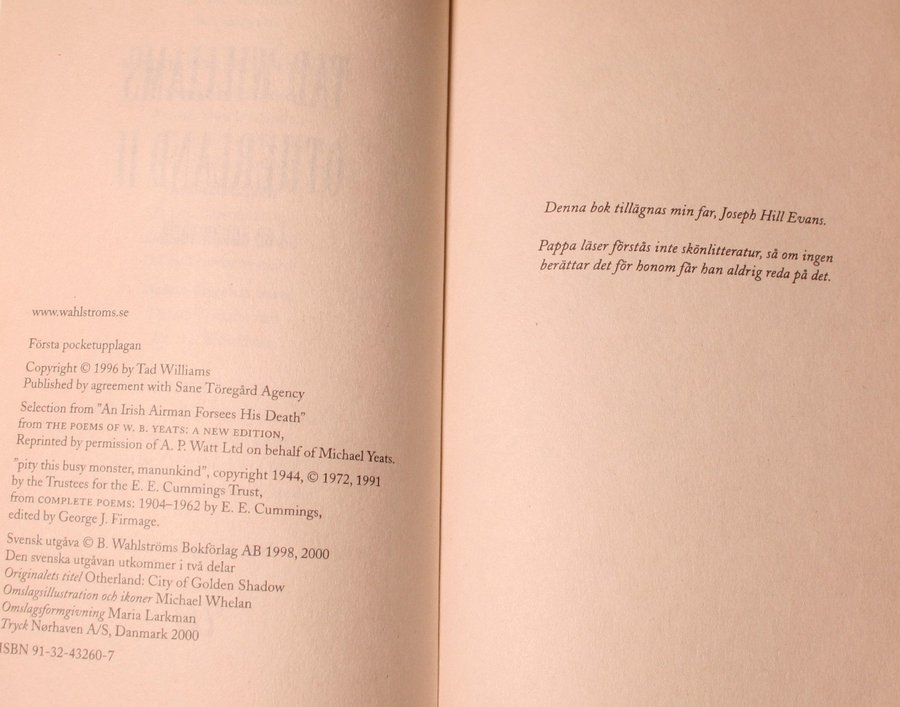 www.wahlstroms.se
Första pocketupplagan
Copyright © 1996 by Tad Williams
Published by agreement with Sane Töregård Agency
Selection from "An Irish Airman Forsees His Death"
from THE POEMS OF W. B. YEATS: A NEW EDITION,
Reprinted by permission of A. P. Watt Ltd on behalf of Michael Yeats.
"pity this busy monster, manunkind", copyright 1944, © 1972, 1991
by the Trustees for the E. E. Cummings Trust,
from COMPLETE POEMS: 1904–1962 by E. E. Cummings,
edited by George J. Firmage.
Svensk utgåva © B. Wahlströms Bokförlag AB 1998, 2000
Den svenska utgåvan utkommer i två delar
Originalets titel Otherland: City of Golden Shadow
Omslagsillustration och ikoner Michael Whelan
Omslagsformgivning Maria Larkman
Tryck Nørhaven A/S, Danmark 2000
ISBN 91-32-43260-7
Denna bok tillägnas min far, Joseph Hill Evans.
Pappa läser förstås inte skönlitteratur, så om ingen
berättar det för honom får han aldrig reda på det.